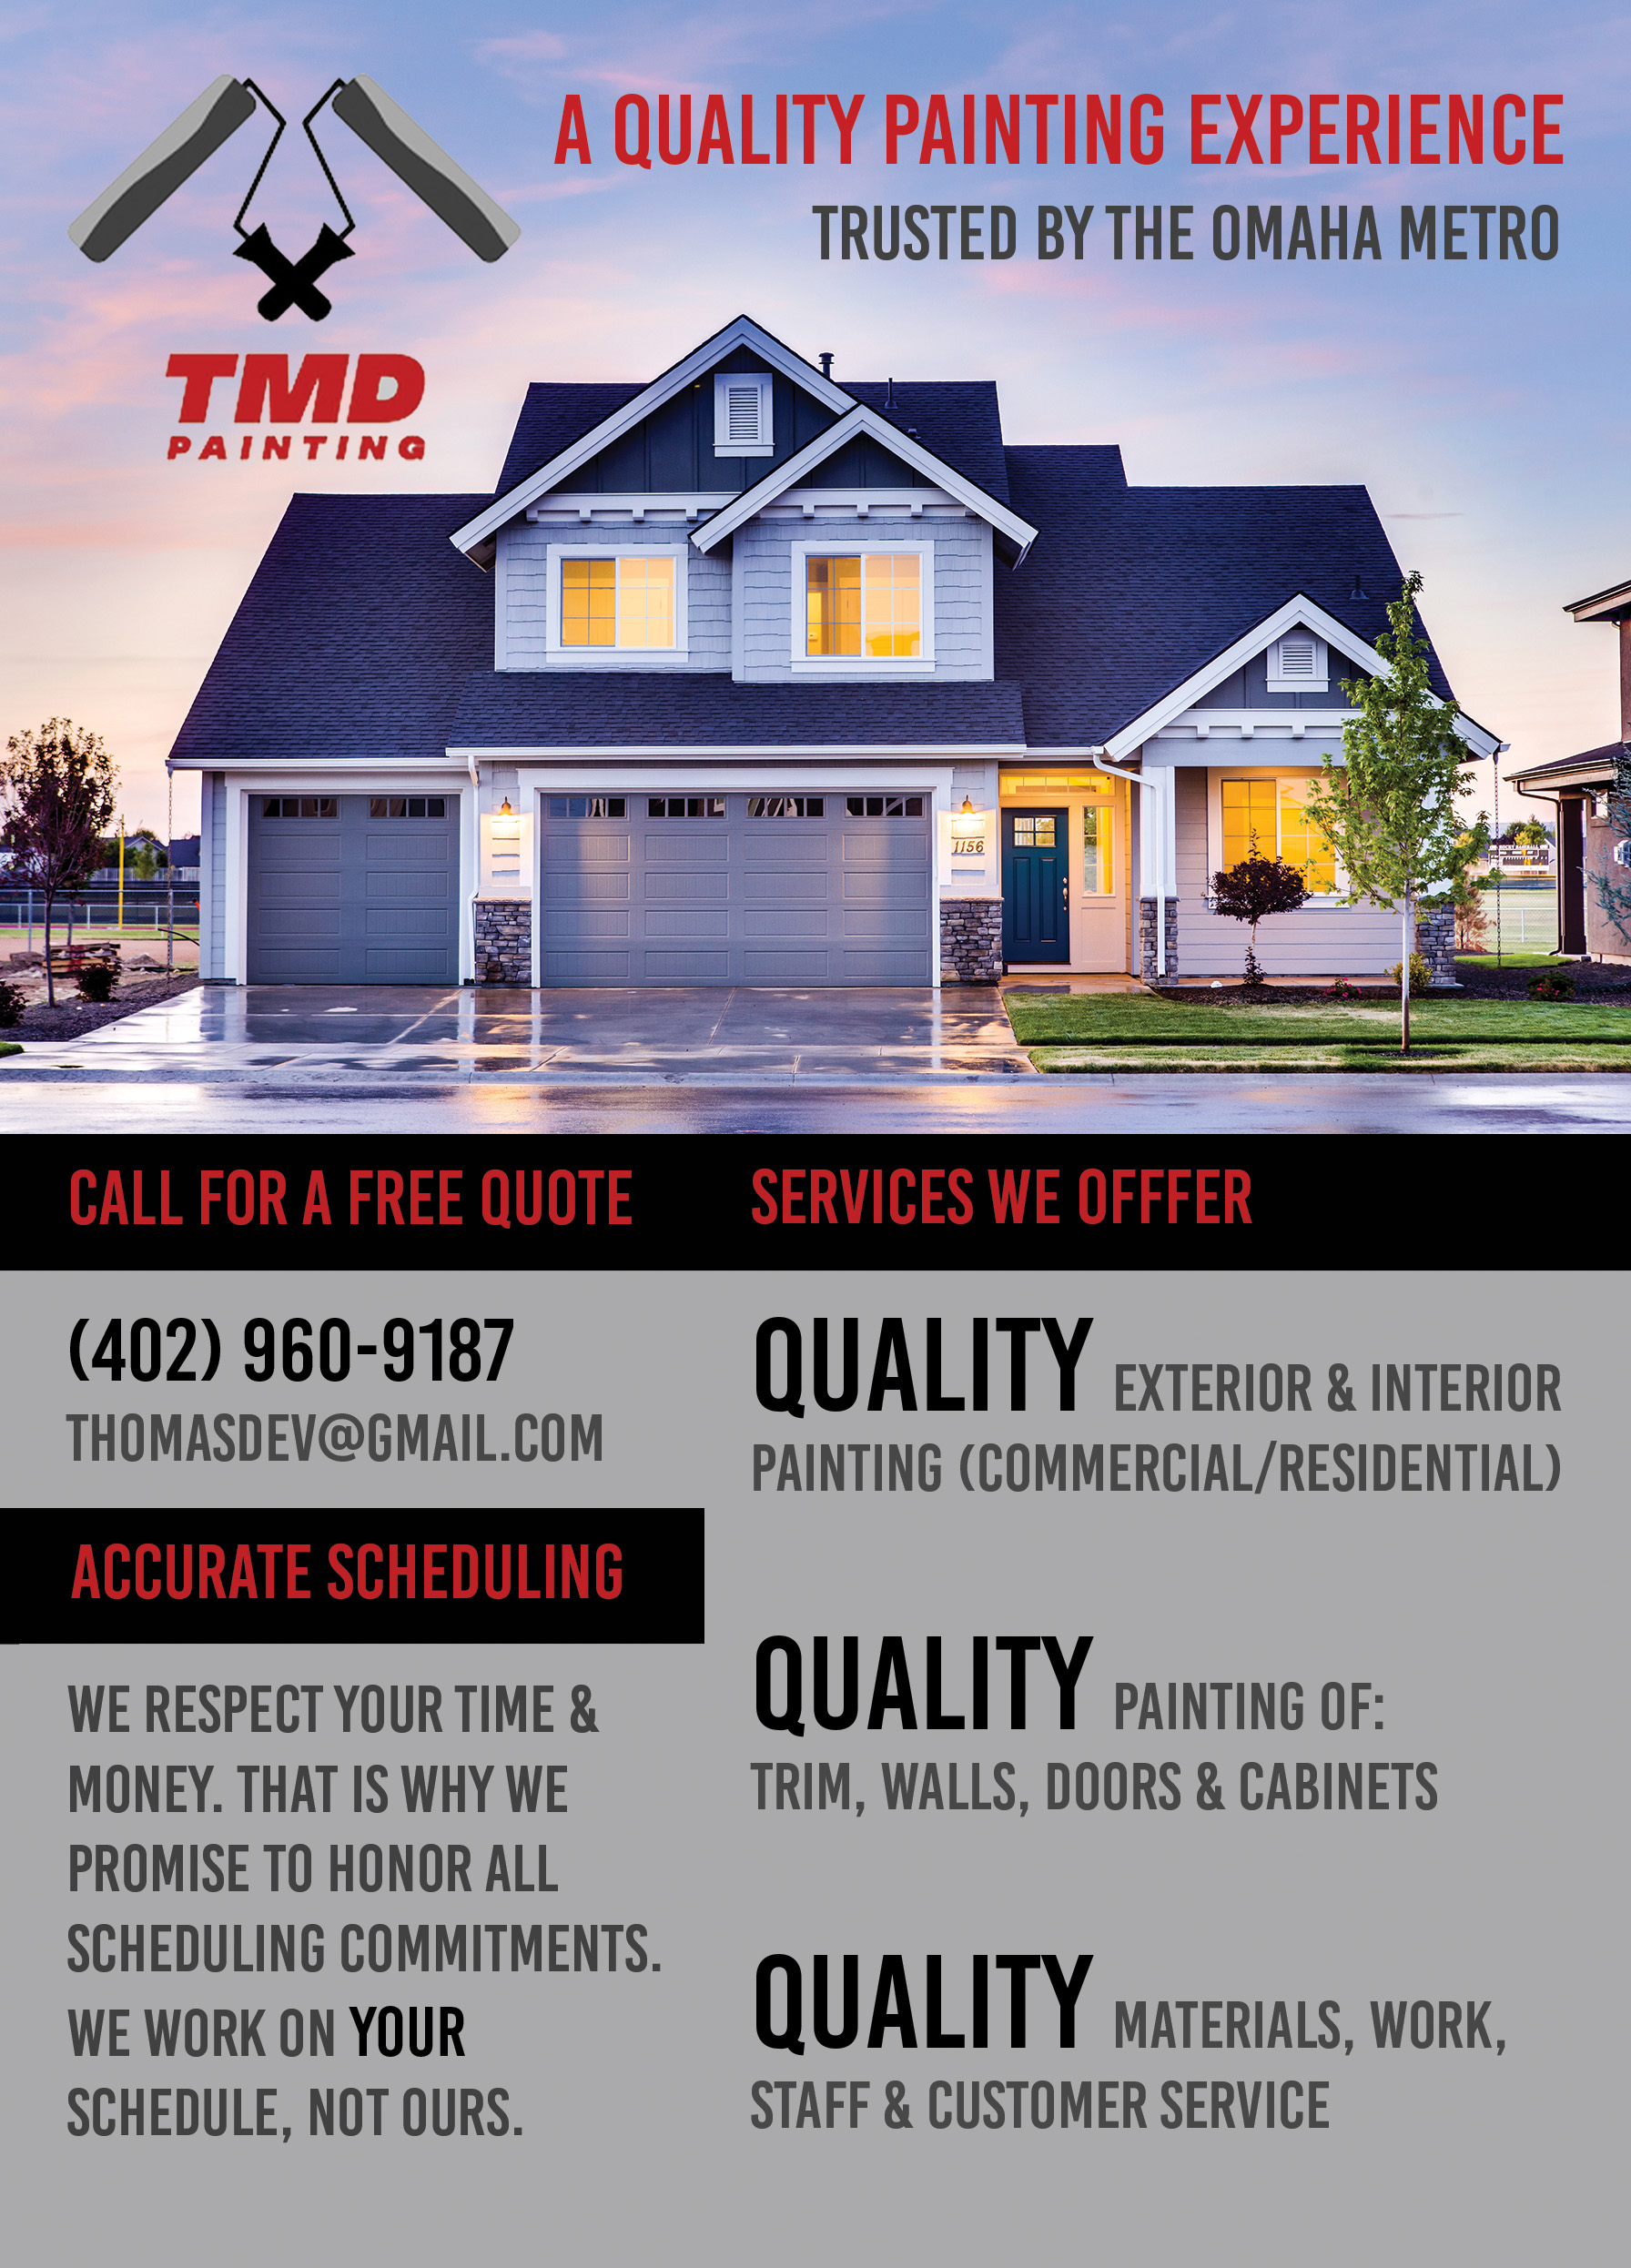 A QUALITY PAINTING EXPERIENCE
TRUSTED BY THE OMAHA METRO
TMD
PAINTING
1156
CALL FOR A FREE QUOTE
(402) 960-9187
THOMASDEV@GMAIL.COM
ACCURATE SCHEDULING
WE RESPECT YOUR TIME &
MONEY. THAT IS WHY WE
PROMISE TO HONOR ALL
SCHEDULING COMMITMENTS.
WE WORK ON YOUR
SCHEDULE, NOT OURS.
SERVICES WE OFFFER
QUALITY EXTERIOR & INTERIOR
PAINTING (COMMERCIAL/RESIDENTIAL)
QUALITY PAINTING OF:
TRIM, WALLS, DOORS & CABINETS
QUALITY MATERIALS, WORK,
STAFF & CUSTOMER SERVICE